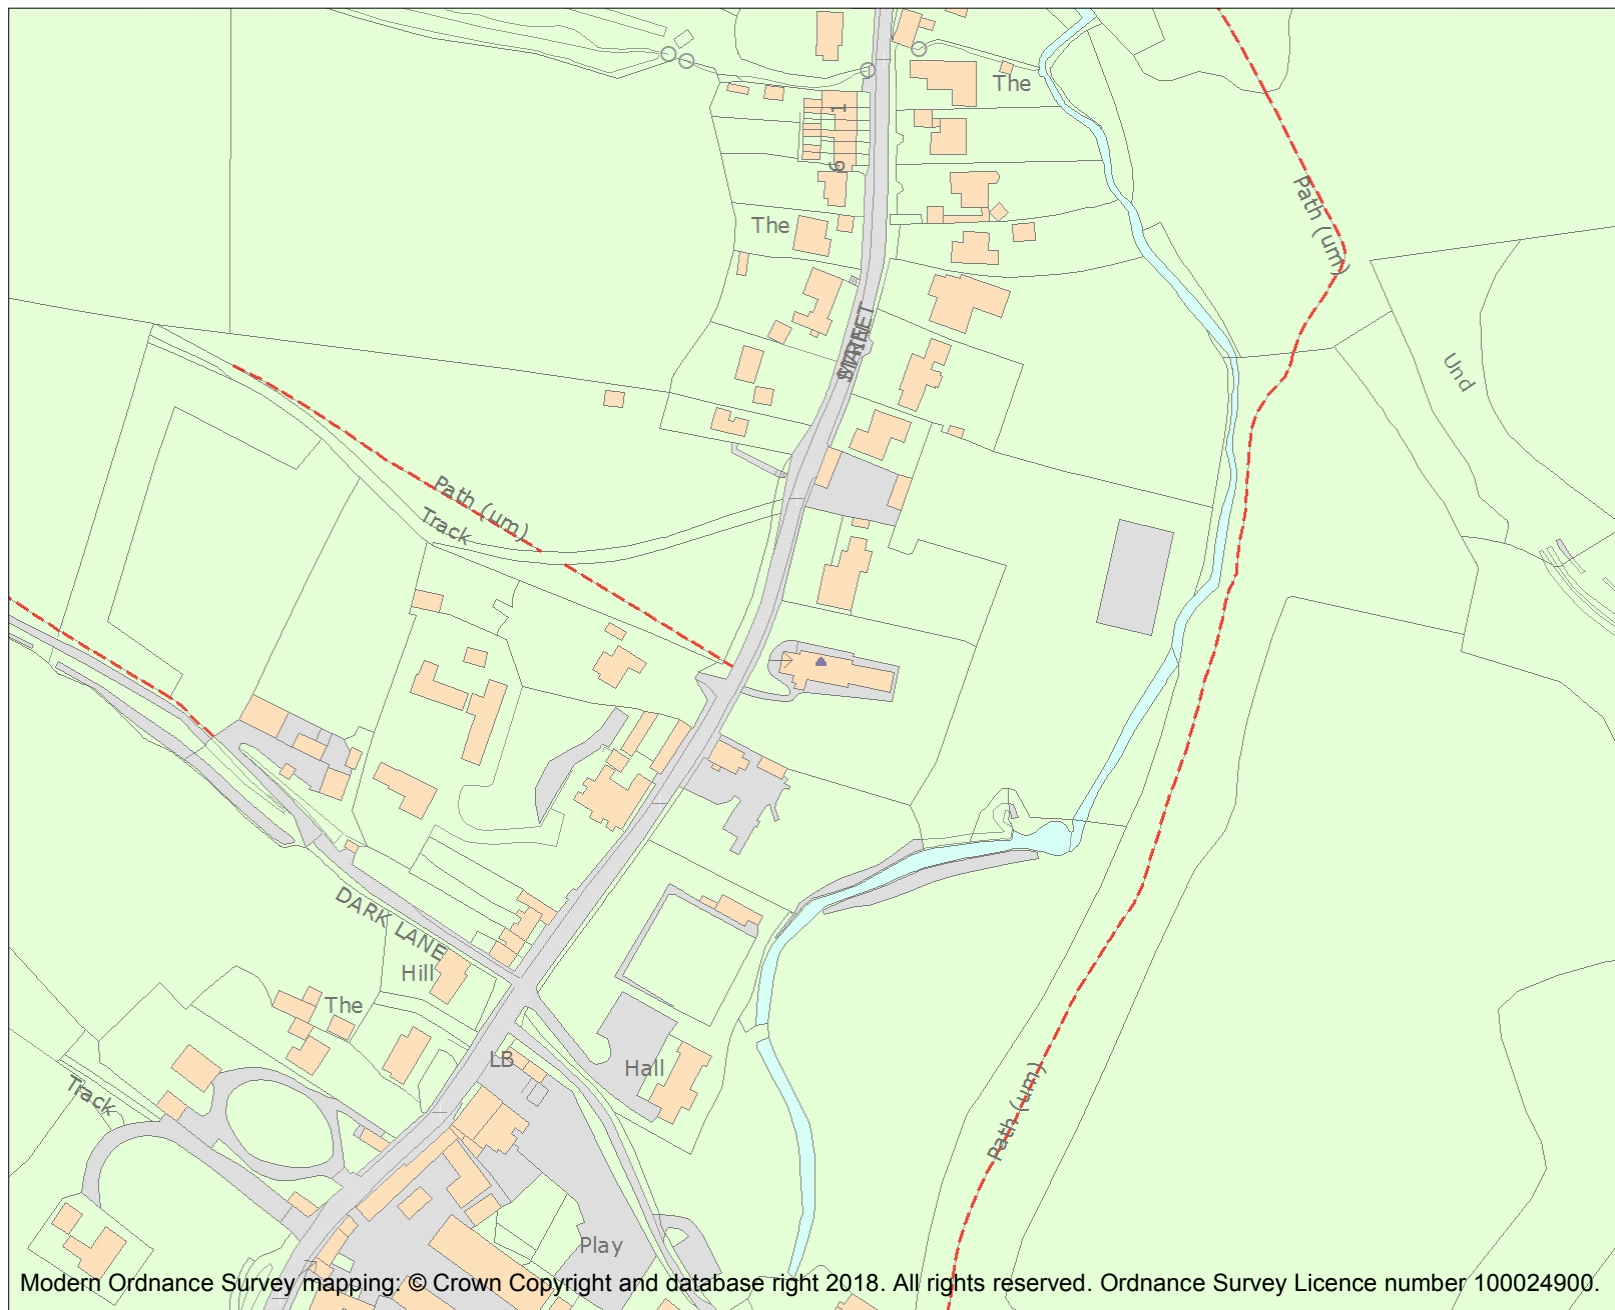 The
1
6
Path (um)
The
MAIN
STREET
Und
Path (um)
Track
DARK LANE
Hill
The
LB
Hall
Track
Path (um)
Play
Modern Ordnance Survey mapping: © Crown Copyright and database right 2018. All rights reserved. Ordnance Survey Licence number 100024900.